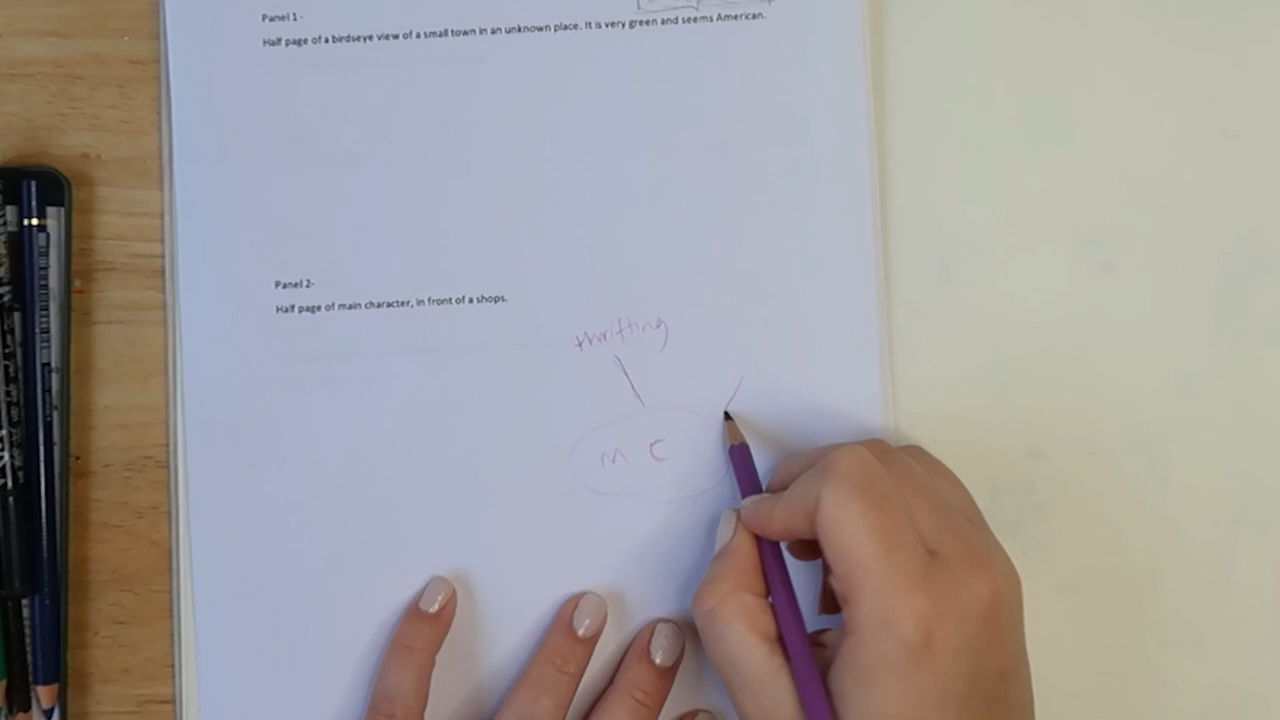 Panel 1 -
Half page of a birdseye view of a small town in an unknown place. It is very green and seems American.
Panel 2-
Half page of main character, in front of a shops.
thrifting
M C